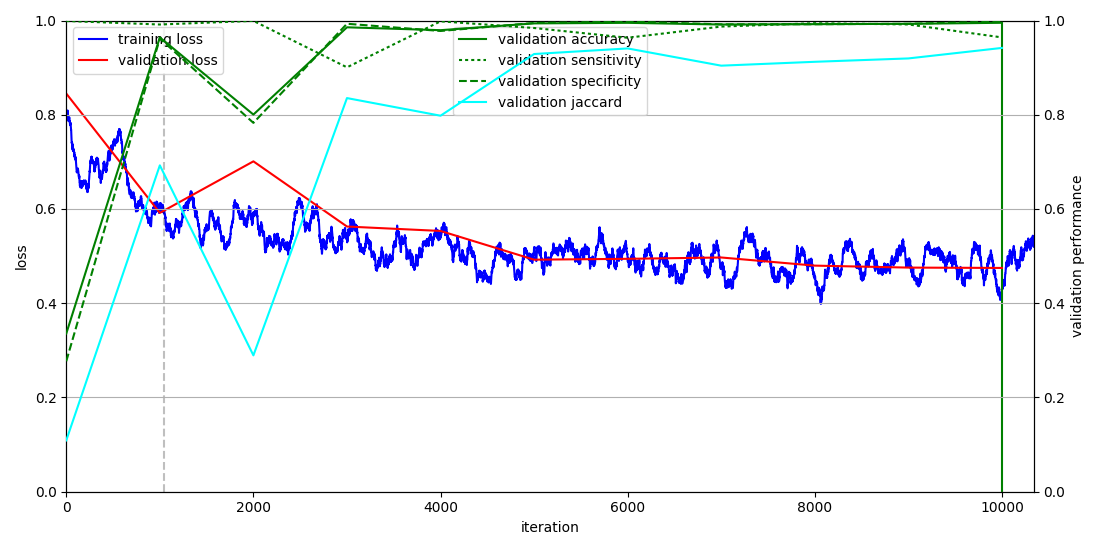 1.0
0.8
0.6
0.4
0.2
0.0
loss
training loss
validation loss
validation accuracy
validation sensitivity
validation specificity
validation jaccard
1.0
0.8
0.6
0.4
0.2
0.0
validation performance
0 2000 4000 6000 8000 10000
iteration